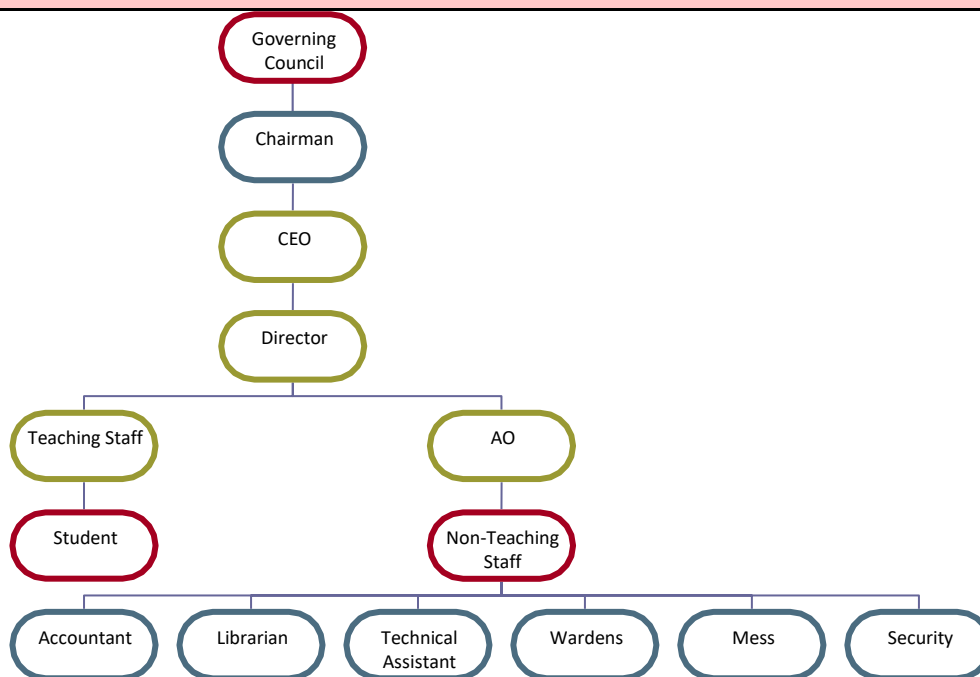 Governing
Council
Chairman
CEO
Director
Teaching Staff
AO
Student
Non-Teaching
Staff
Accountant
Librarian
Technical
Assistant
Wardens
Mess
Security